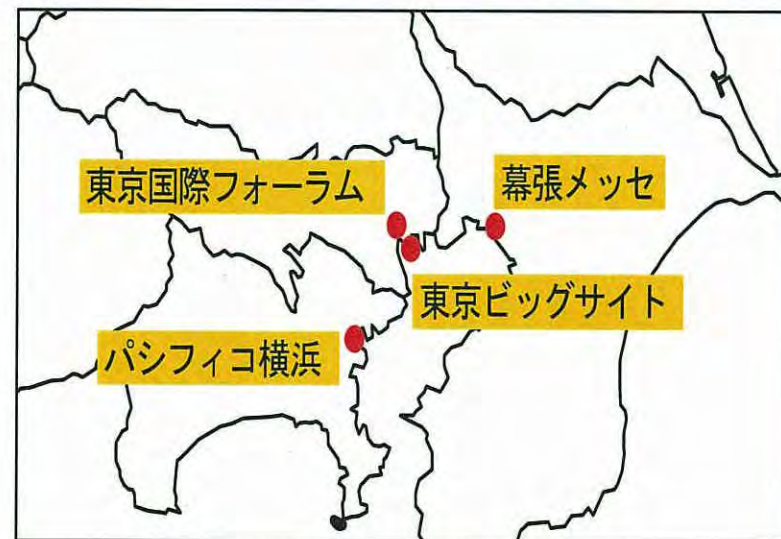 東京国際フォーラム
幕張メッセ
東京ビッグサイト
パシフィコ横浜